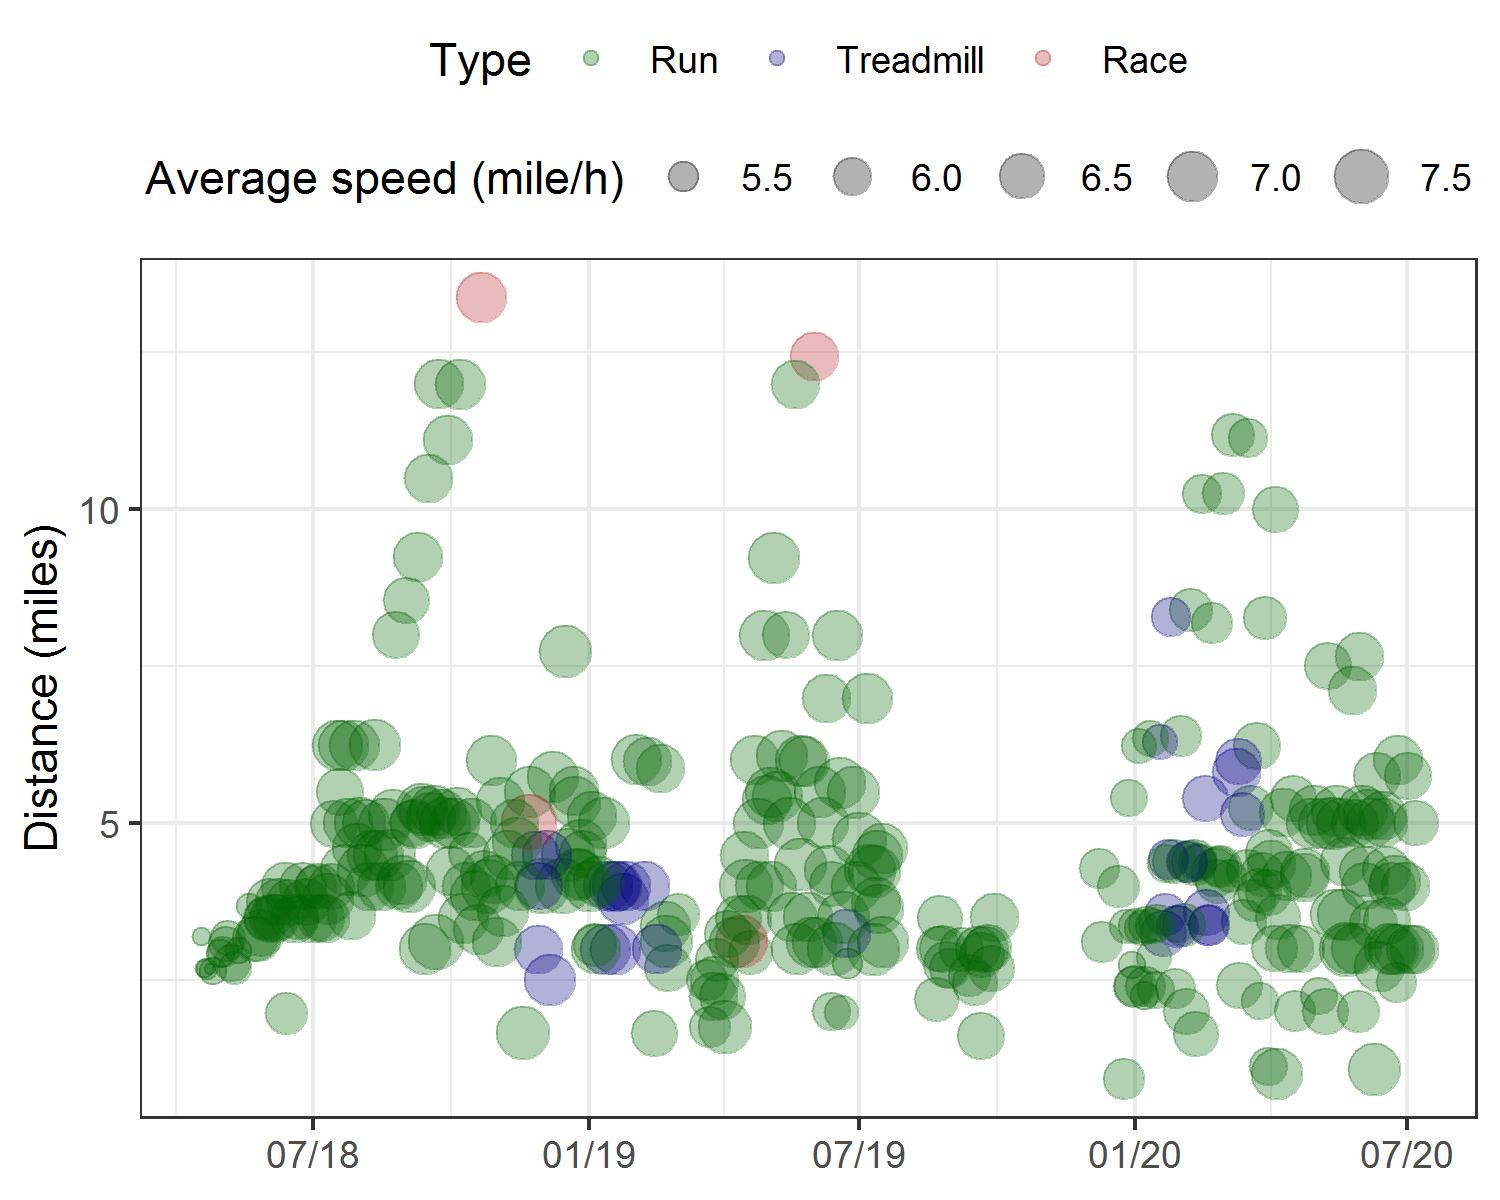 Type Run Treadmill Race
Average speed (mile/h) 5.5 6.0 6.5 7.0 7.5
Distance (miles)
10
5
07/18 01/19 07/19 01/20 07/20